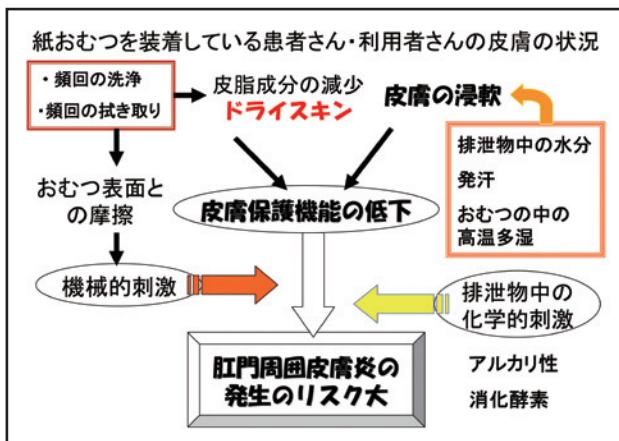 紙おむつを装着している患者さん・利用者さんの皮膚の状況
・頻回の洗浄
・頻回の拭き取り
皮脂成分の減少
ドライスキン
皮膚の浸軟
排泄物中の水分
発汗
おむつの中の
高温多湿
おむつ表面と
の摩擦
皮膚保護機能の低下
機械的刺激
排泄物中の
化学的刺激
アルカリ性
消化酵素
肛門周囲皮膚炎の
発生のリスク大